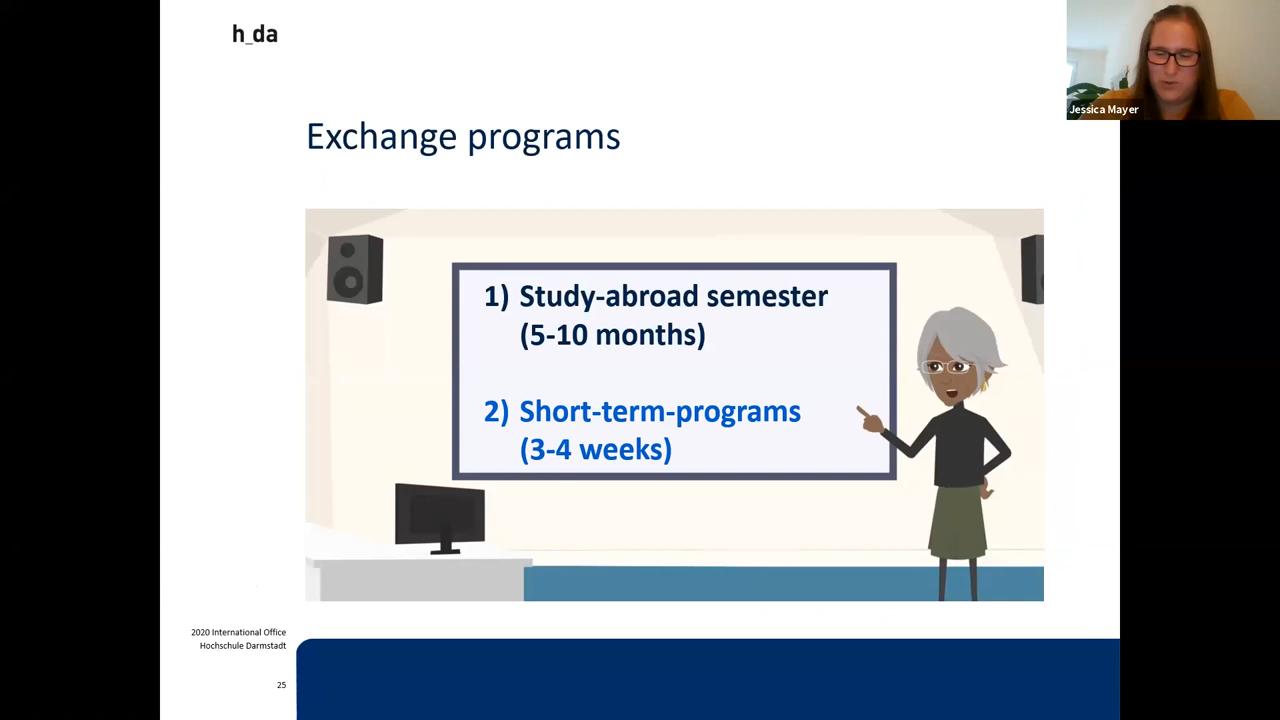 h_da
Jessica Mayer
Exchange programs
1) Study-abroad semester
(5-10 months)
2) Short-term-programs
(3-4 weeks)
2020 International Office
Hochschule Darmstadt
25